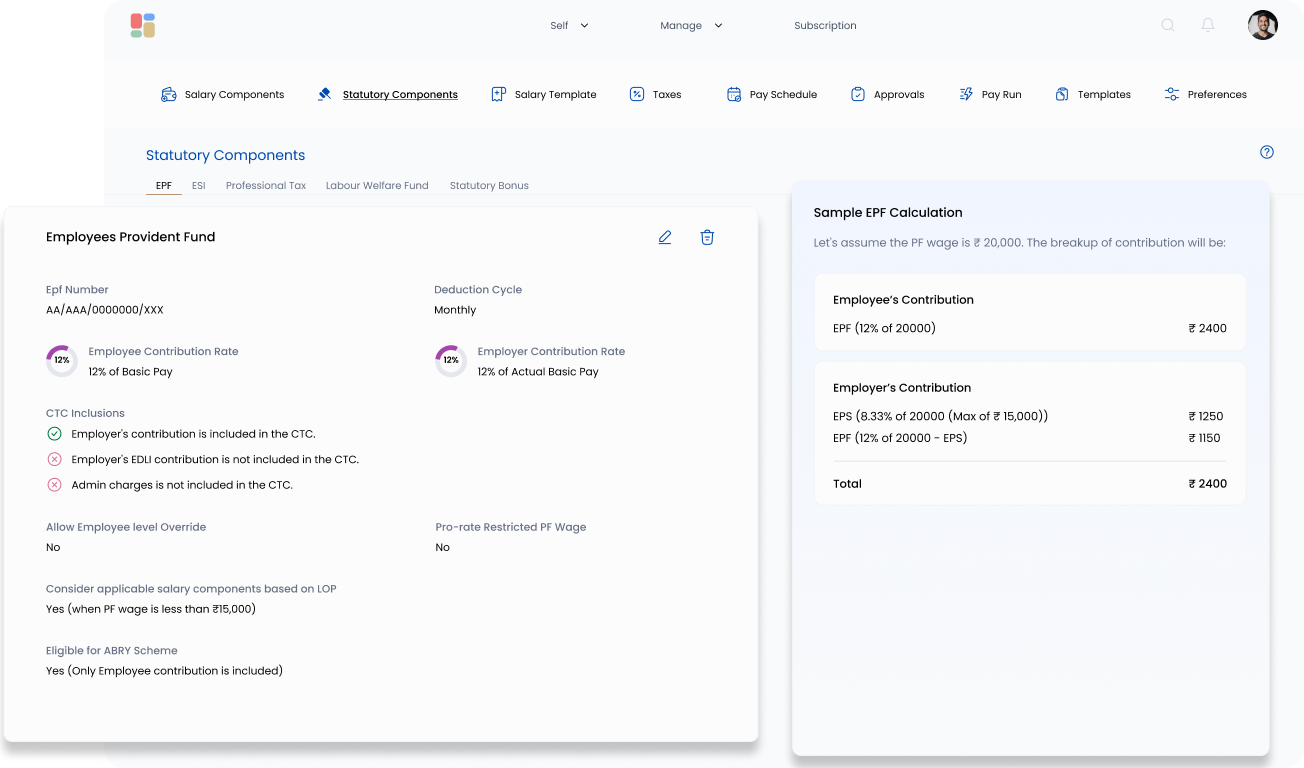 Self Manage Subscription
Salary Components Statutory Components Salary Template Taxes Pay Schedule Approvals Pay Run Templates Preferences
Statutory Components
EPF ESI Professional Tax Labour Welfare Fund Statutory Bonus
Employees Provident Fund
Epf Number Deduction Cycle
AA/AAA/0000000/XXX Monthly
12% Employee Contribution Rate 12% Employer Contribution Rate
12% of Basic Pay 12% of Actual Basic Pay
CTC Inclusions
Employer's contribution is included in the CTC.
Employer's EDLI contribution is not included in the CTC.
Admin charges is not included in the CTC.
Allow Employee level Override Pro-rate Restricted PF Wage
No No
Consider applicable salary components based on LOP
Yes (when PF wage is less than ₹15,000)
Eligible for ABRY Scheme
Yes (Only Employee contribution is included)
Sample EPF Calculation
Let's assume the PF wage is ₹ 20,000. The breakup of contribution will be:
Employee’s Contribution
EPF (12% of 20000) ₹ 2400
Employer’s Contribution
EPS (8.33% of 20000 (Max of ₹ 15,000)) ₹ 1250
EPF (12% of 20000 - EPS) ₹ 1150
Total ₹ 2400